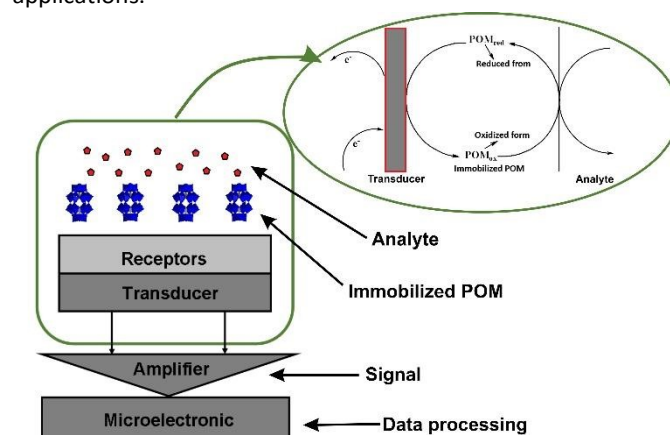 applications.
POMred
Reduced from
e-
e-
Oxidized form
POMox
Immobilized POM
Transducer
Analyte
Analyte
Receptors
Immobilized POM
Transducer
Amplifier
Signal
Microelectronic
Data processing